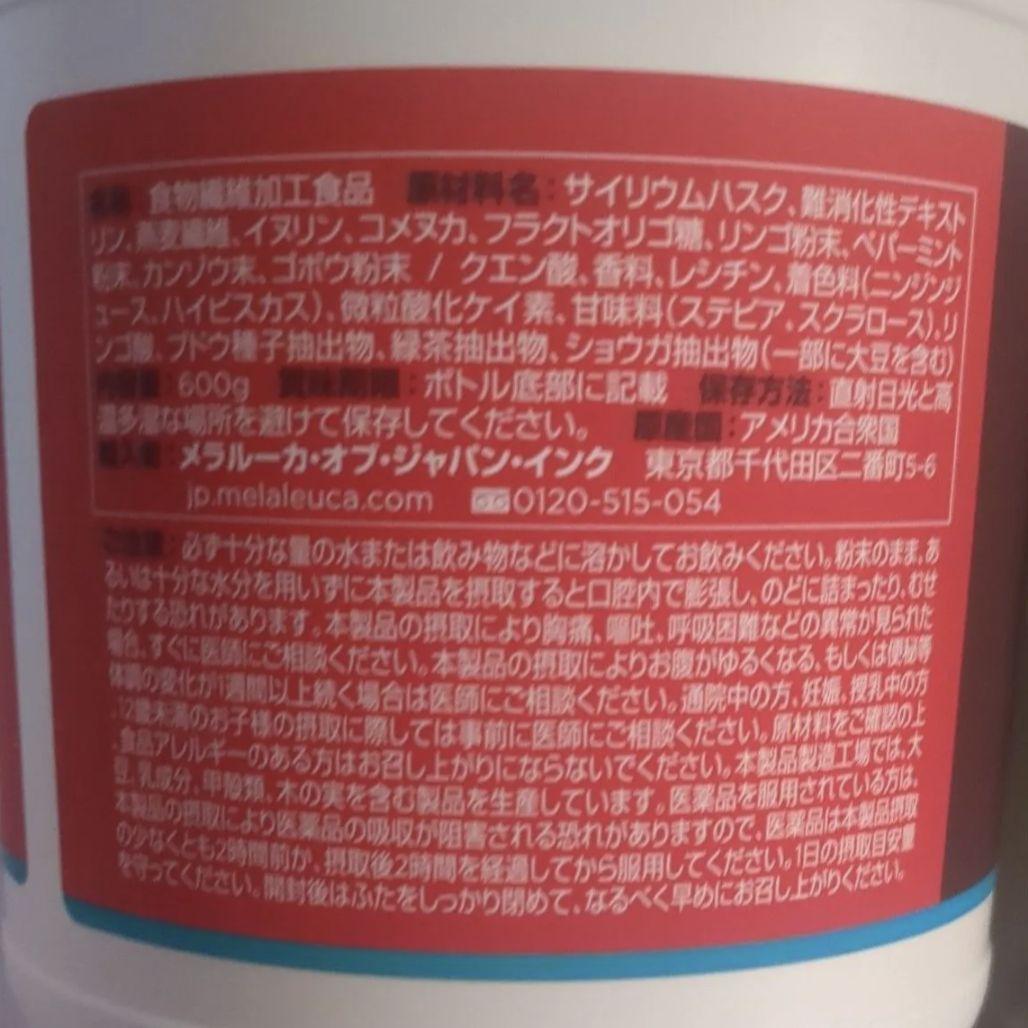 名称 食物繊維加工食品 原材料名：サイリウムハスク、難消化性デキスト
リン、燕麦繊維、イヌリン、コメヌカ、フラクトオリゴ糖、リンゴ粉末、ペパーミント
粉末、カンゾウ末、ゴボウ粉末 / クエン酸、香料、レシチン、着色料(ニンジンジ
ュース、ハイビスカス)、微粒酸化ケイ素、甘味料(ステビア、スクラロース)、リ
ンゴ酸、ブドウ種子抽出物、緑茶抽出物、ショウガ抽出物(一部に大豆を含む)
内容量：600g 賞味期限：ボトル底部に記載 保存方法：直射日光と高
温多湿な場所を避けて保存してください。 原産国：アメリカ合衆国
輸入者：メラルーカ・オブ・ジャパン・インク 東京都千代田区二番町5-6
jp.melaleuca.com 0120-515-054
ご注意：必ず十分な量の水または飲み物などに溶かしてお飲みください。粉末のまま、あ
るいは十分な水分を用いずに本製品を摂取すると口腔内で膨張し、のどに詰まったり、むせ
たりする恐れがあります。本製品の摂取により胸痛、嘔吐、呼吸困難などの異常が見られた
場合、すぐに医師にご相談ください。本製品の摂取によりお腹がゆるくなる、もしくは便秘等
体調の変化が1週間以上続く場合は医師にご相談ください。通院中の方、妊娠、授乳中の方
、12歳未満のお子様の摂取に際しては事前に医師にご相談ください。原材料をご確認の上
、食品アレルギーのある方はお召し上がりにならないでください。本製品製造工場では、大
豆、乳成分、甲殻類、木の実を含む製品を生産しています。医薬品を服用されている方は、
本製品の摂取により医薬品の吸収が阻害される恐れがありますので、医薬品は本製品摂取
の少なくとも2時間前か、摂取後2時間を経過してから服用してください。1日の摂取目安量
を守ってください。開封後はふたをしっかり閉めて、なるべく早めにお召し上がりください。